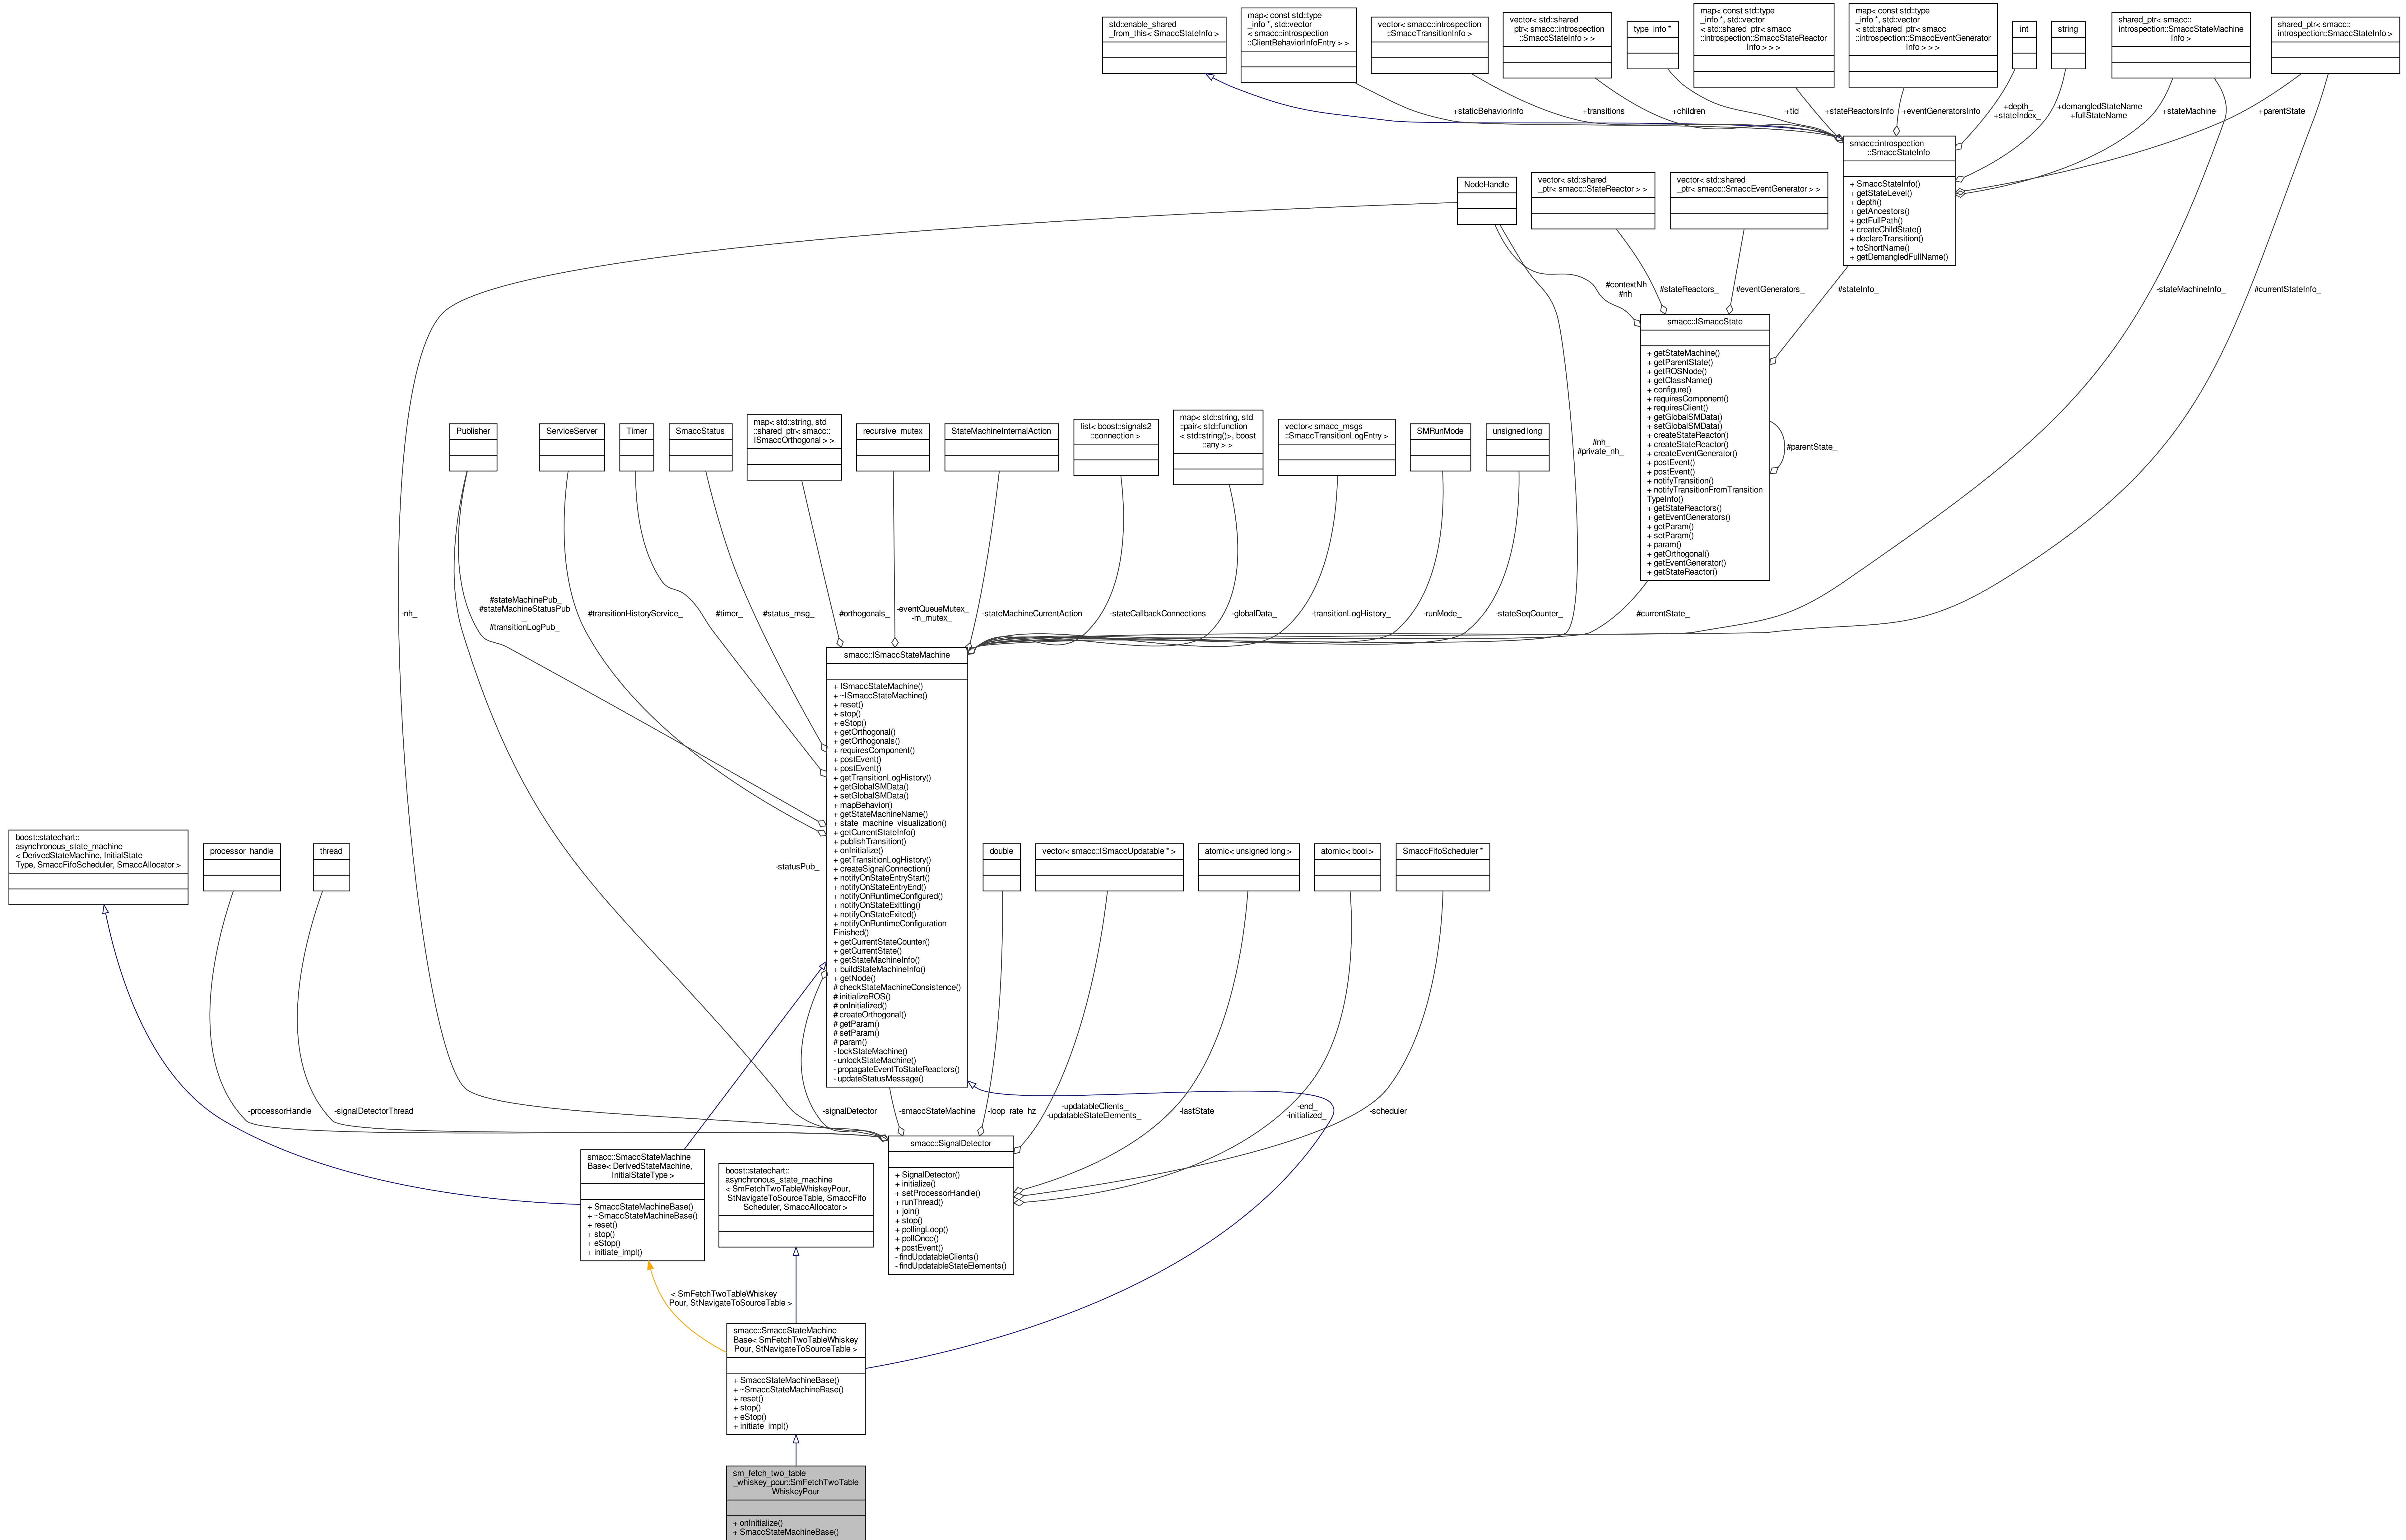 std::enable_shared
_from_this< SmaccStateInfo >
map< const std::type
_info *, std::vector
< smacc::introspection
::ClientBehaviorInfoEntry > >
vector< smacc::introspection
::SmaccTransitionInfo >
vector< std::shared
_ptr< smacc::introspection
::SmaccStateInfo > >
type_info *
map< const std::type
_info *, std::vector
< std::shared_ptr< smacc
::introspection::SmaccStateReactor
Info > > >
map< const std::type
_info *, std::vector
< std::shared_ptr< smacc
::introspection::SmaccEventGenerator
Info > > >
int
string
shared_ptr< smacc::
introspection::SmaccStateMachine
Info >
shared_ptr< smacc::
introspection::SmaccStateInfo >
+staticBehaviorInfo
+transitions_
+children_
+tid_
+stateReactorsInfo
+eventGeneratorsInfo
+depth_
+stateIndex_
+demangledStateName
+fullStateName
+stateMachine_
+parentState_
smacc::introspection
::SmaccStateInfo
+ SmaccStateInfo()
+ getStateLevel()
+ depth()
+ getAncestors()
+ getFullPath()
+ createChildState()
+ declareTransition()
+ toShortName()
+ getDemangledFullName()
NodeHandle
vector< std::shared
_ptr< smacc::StateReactor > >
vector< std::shared
_ptr< smacc::SmaccEventGenerator > >
#contextNh
#nh
#stateReactors_
#eventGenerators_
#stateInfo_
-stateMachineInfo_
#currentStateInfo_
smacc::ISmaccState
+ getStateMachine()
+ getParentState()
+ getROSNode()
+ getClassName()
+ configure()
+ requiresComponent()
+ requiresClient()
+ getGlobalSMData()
+ setGlobalSMData()
+ createStateReactor()
+ createStateReactor()
+ createEventGenerator()
+ postEvent()
+ postEvent()
+ notifyTransition()
+ notifyTransitionFromTransition
TypeInfo()
+ getStateReactors()
+ getEventGenerators()
+ getParam()
+ setParam()
+ param()
+ getOrthogonal()
+ getEventGenerator()
+ getStateReactor()
#parentState_
Publisher
ServiceServer
Timer
SmaccStatus
map< std::string, std
::shared_ptr< smacc::
ISmaccOrthogonal > >
recursive_mutex
StateMachineInternalAction
list< boost::signals2
::connection >
map< std::string, std
::pair< std::function
< std::string()>, boost
::any > >
vector< smacc_msgs
::SmaccTransitionLogEntry >
SMRunMode
unsigned long
#nh_
#private_nh_
-nh_
#stateMachinePub_
#stateMachineStatusPub
_
#transitionLogPub_
#transitionHistoryService_
#timer_
#status_msg_
#orthogonals_
-eventQueueMutex_
-m_mutex_
-stateMachineCurrentAction
-stateCallbackConnections
-globalData_
-transitionLogHistory_
-runMode_
-stateSeqCounter_
#currentState_
smacc::ISmaccStateMachine
+ ISmaccStateMachine()
+ ~ISmaccStateMachine()
+ reset()
+ stop()
+ eStop()
+ getOrthogonal()
+ getOrthogonals()
+ requiresComponent()
+ postEvent()
+ postEvent()
+ getTransitionLogHistory()
+ getGlobalSMData()
+ setGlobalSMData()
+ mapBehavior()
+ getStateMachineName()
+ state_machine_visualization()
+ getCurrentStateInfo()
+ publishTransition()
+ onInitialize()
+ getTransitionLogHistory()
+ createSignalConnection()
+ notifyOnStateEntryStart()
+ notifyOnStateEntryEnd()
+ notifyOnRuntimeConfigured()
+ notifyOnStateExitting()
+ notifyOnStateExited()
+ notifyOnRuntimeConfiguration
Finished()
+ getCurrentStateCounter()
+ getCurrentState()
+ getStateMachineInfo()
+ buildStateMachineInfo()
+ getNode()
# checkStateMachineConsistence()
# initializeROS()
# onInitialized()
# createOrthogonal()
# getParam()
# setParam()
# param()
- lockStateMachine()
- unlockStateMachine()
- propagateEventToStateReactors()
- updateStatusMessage()
boost::statechart::
asynchronous_state_machine
< DerivedStateMachine, InitialState
Type, SmaccFifoScheduler, SmaccAllocator >
processor_handle
thread
-statusPub_
double
vector< smacc::ISmaccUpdatable * >
atomic< unsigned long >
atomic< bool >
SmaccFifoScheduler *
-processorHandle_
-signalDetectorThread_
-signalDetector_
-smaccStateMachine_
-loop_rate_hz
-updatableClients_
-updatableStateElements_
-lastState_
-end_
-initialized_
-scheduler_
smacc::SignalDetector
+ SignalDetector()
+ initialize()
+ setProcessorHandle()
+ runThread()
+ join()
+ stop()
+ pollingLoop()
+ pollOnce()
+ postEvent()
- findUpdatableClients()
- findUpdatableStateElements()
smacc::SmaccStateMachine
Base< DerivedStateMachine,
InitialStateType >
+ SmaccStateMachineBase()
+ ~SmaccStateMachineBase()
+ reset()
+ stop()
+ eStop()
+ initiate_impl()
boost::statechart::
asynchronous_state_machine
< SmFetchTwoTableWhiskeyPour,
StNavigateToSourceTable, SmaccFifo
Scheduler, SmaccAllocator >
< SmFetchTwoTableWhiskey
Pour, StNavigateToSourceTable >
smacc::SmaccStateMachine
Base< SmFetchTwoTableWhiskey
Pour, StNavigateToSourceTable >
+ SmaccStateMachineBase()
+ ~SmaccStateMachineBase()
+ reset()
+ stop()
+ eStop()
+ initiate_impl()
sm_fetch_two_table
_whiskey_pour::SmFetchTwoTable
WhiskeyPour
+ onInitialize()
+ SmaccStateMachineBase()